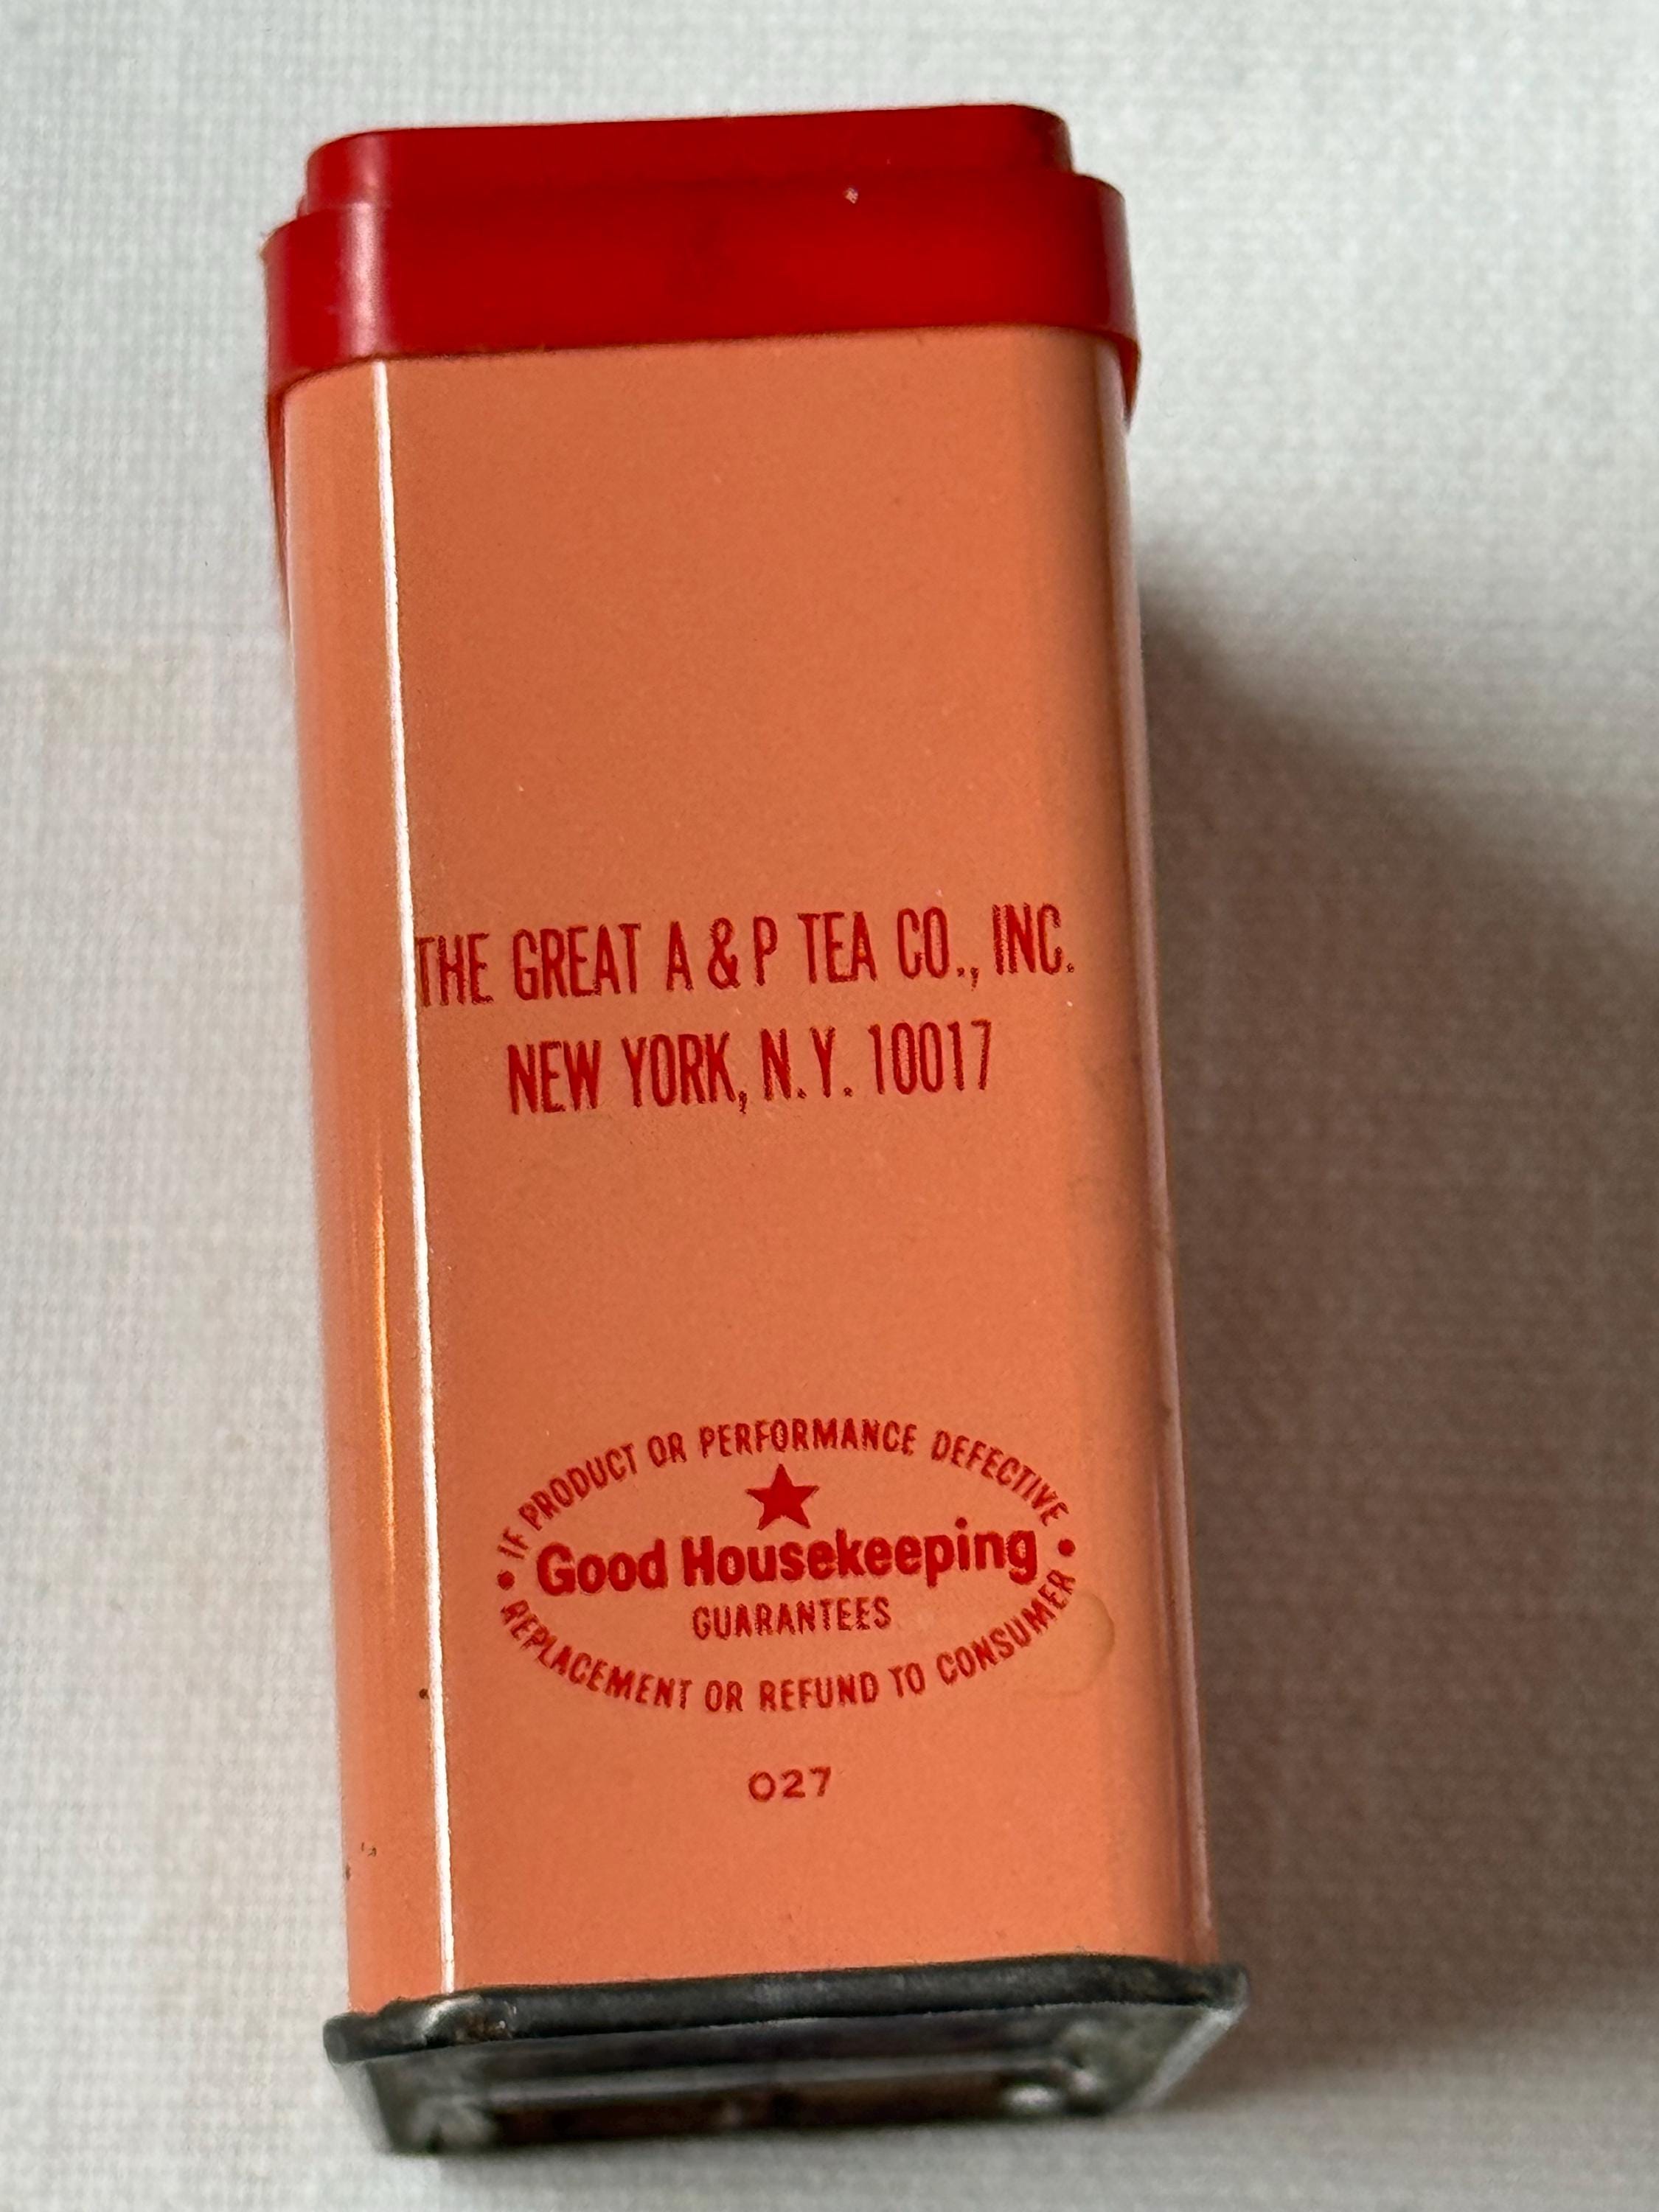 THE GREAT A & P TEA CO., INC.
NEW YORK, N.Y. 10017
• IF PRODUCT OR PERFORMANCE DEFECTIVE •
Good Housekeeping
GUARANTEES
REPLACEMENT OR REFUND TO CONSUMER
027